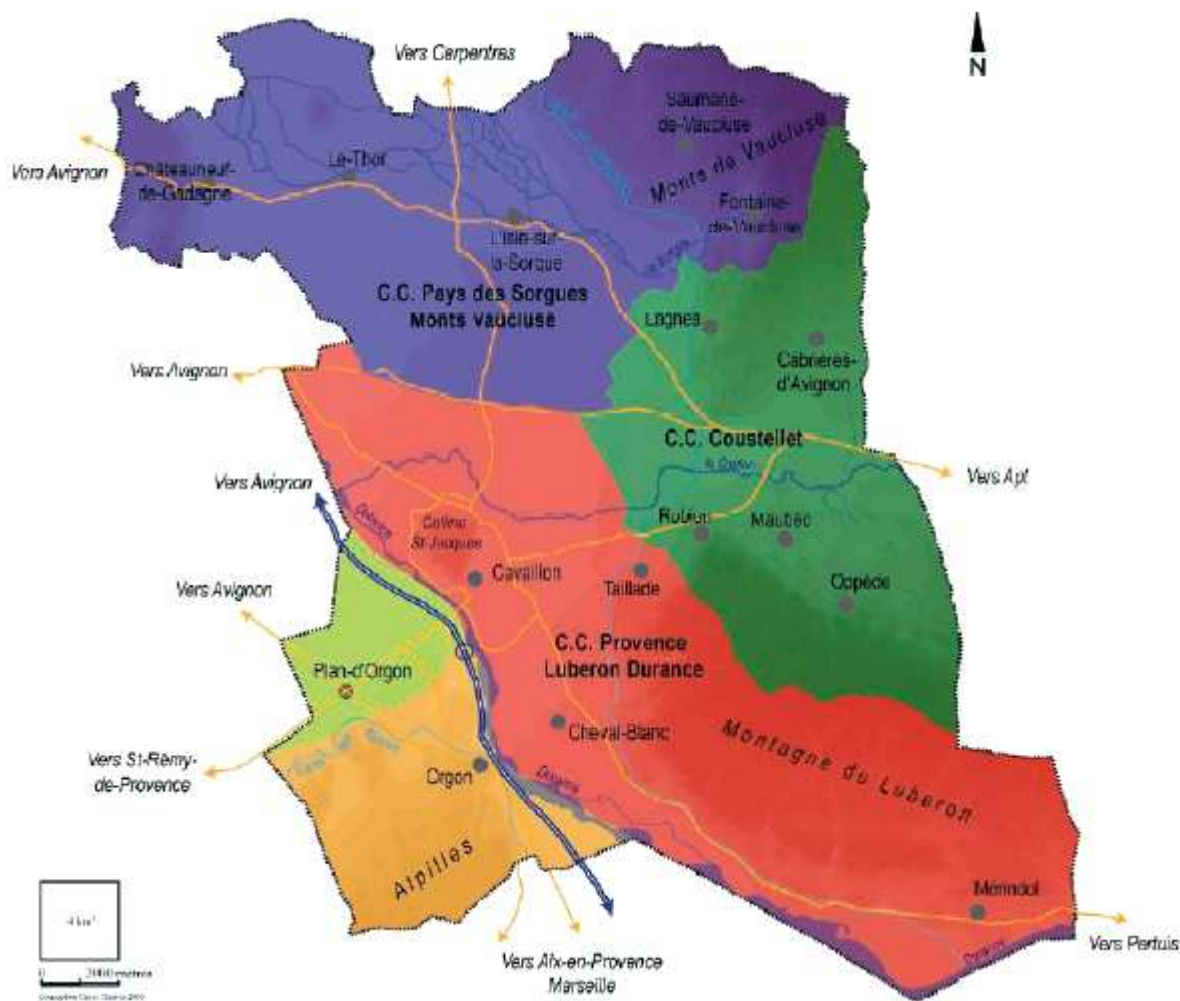 Vers Carpentras
N
Saumane-
de-Vaucluse
Monts de Vaucluse
Vers Avignon
Châteauneuf-
de-Gadagne
Le-Thor
Fontaine-
de-Vaucluse
L'Isle-sur-
la-Sorgue
C.C. Pays des Sorgues
Monts Vaucluse
Lagnes
Cabrières-
d'Avignon
Vers Avignon
C.C. Coustellet
Vers Apt
Vers Avignon
Durance
Colline
St-Jacques
Robion
Maubec
Cavaillon
Taillade
Oppède
Vers Avignon
C.C. Provence
Luberon Durance
Plan-d'Orgon
Cheval-Blanc
Montagne du Luberon
Vers St-Rémy-
de-Provence
Orgon
Durance
Alpilles
Mérindol
4 km²
0 2000 mètres
Vers Aix-en-Provence
Marseille
Durance
Vers Pertuis